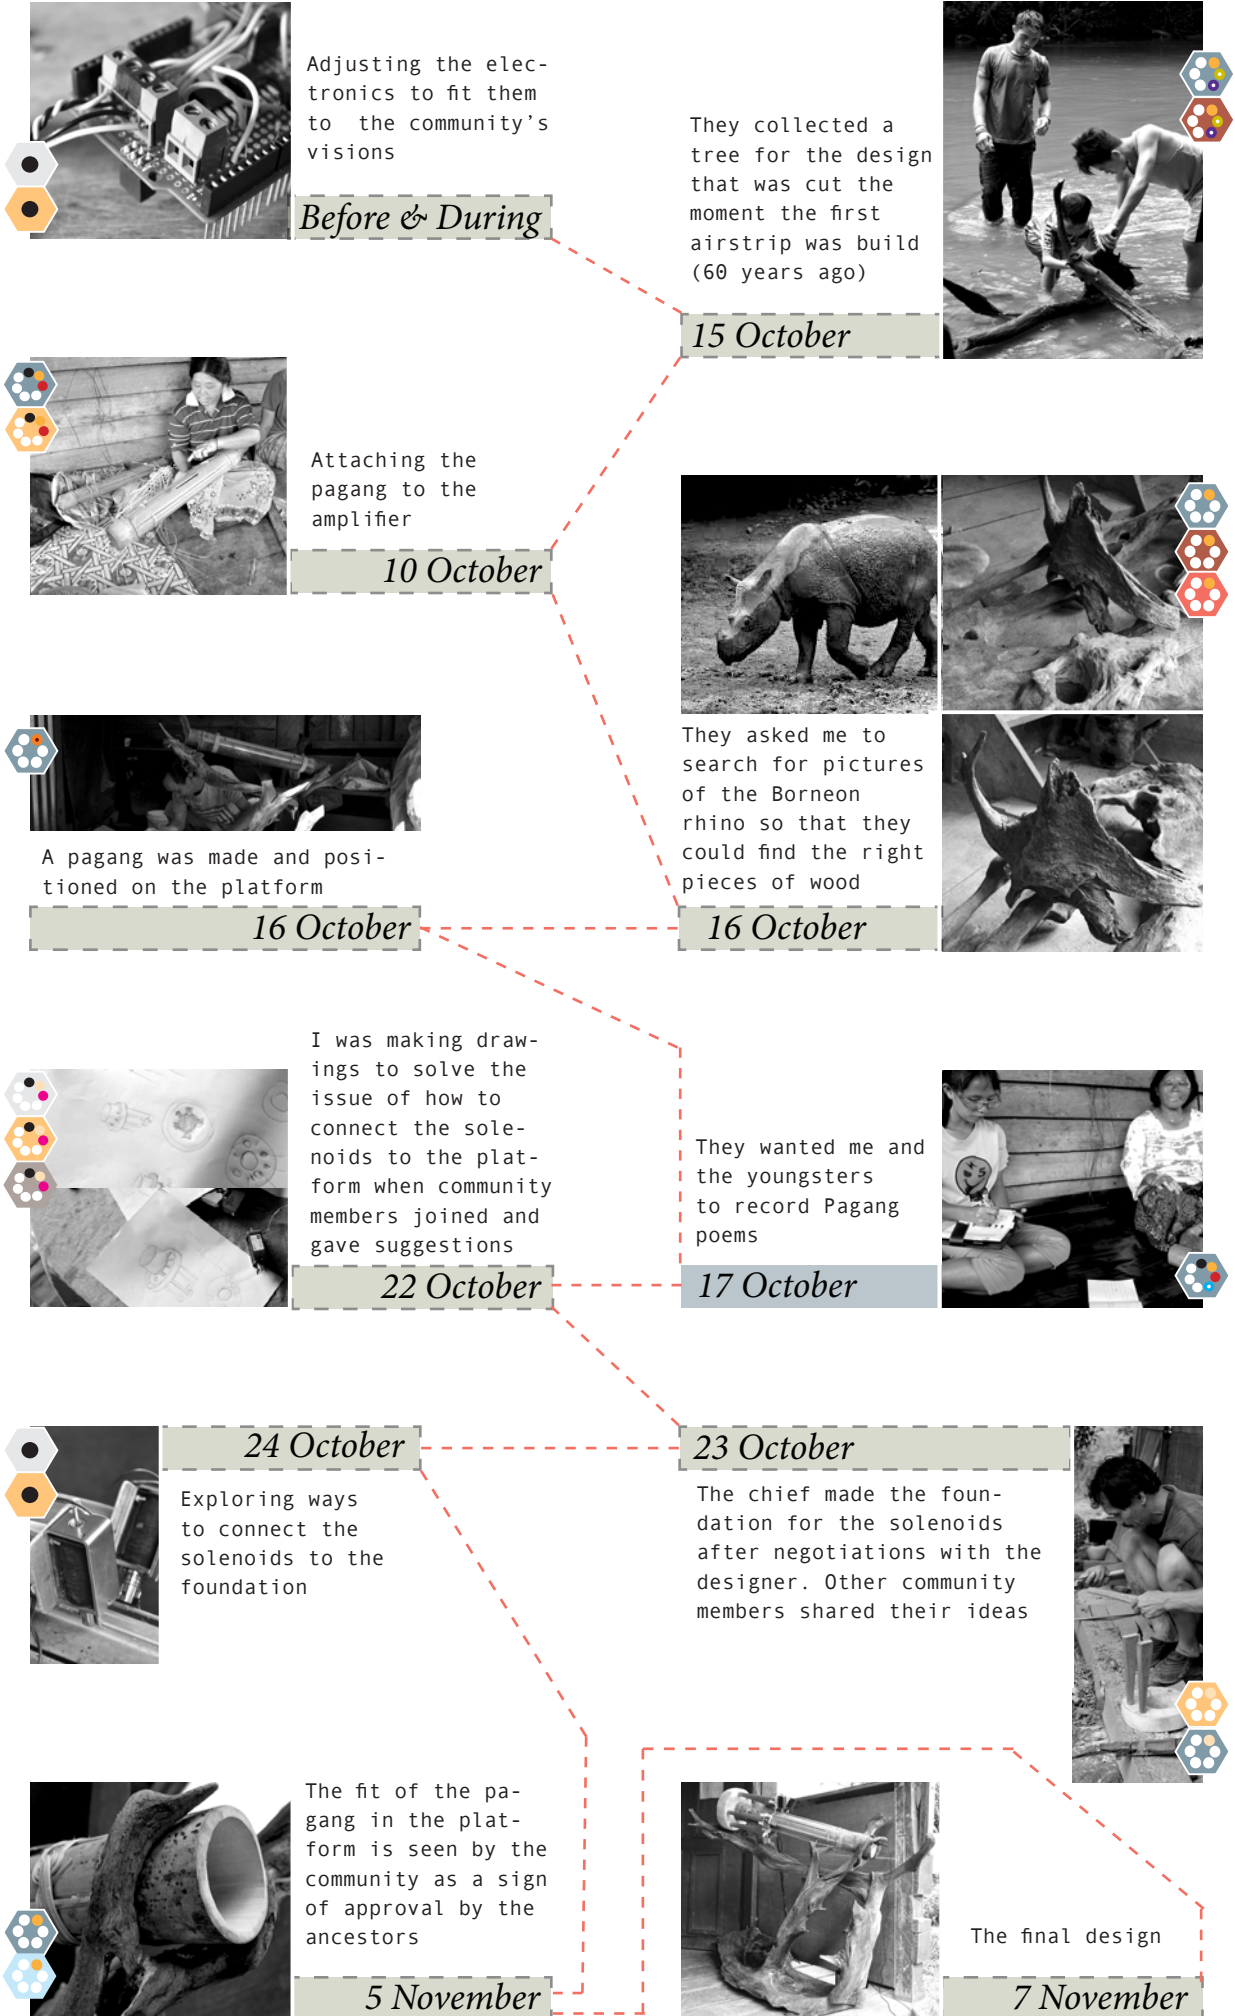 Adjusting the elec-
tronics to fit them
to the community's
visions
Before & During
They collected a
tree for the design
that was cut the
moment the first
airstrip was build
(60 years ago)
15 October
Attaching the
pagang to the
amplifier
10 October
They asked me to
search for pictures
of the Borneon
rhino so that they
could find the right
pieces of wood
16 October
A pagang was made and posi-
tioned on the platform
16 October
They wanted me and
the youngsters
to record Pagang
poems
17 October
I was making draw-
ings to solve the
issue of how to
connect the sole-
noids to the plat-
form when community
members joined and
gave suggestions
22 October
23 October
The chief made the foun-
dation for the solenoids
after negotiations with the
designer. Other community
members shared their ideas
24 October
Exploring ways
to connect the
solenoids to the
foundation
The fit of the pa-
gang in the plat-
form is seen by the
community as a sign
of approval by the
ancestors
5 November
The final design
7 November